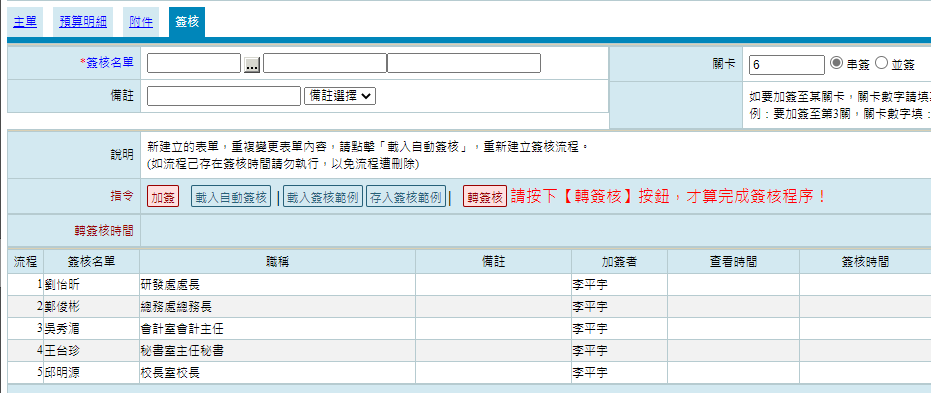 主單 預算明細 附件 簽核
*簽核名單 ... 關卡 6 串簽 並簽
備註 備註選擇 如要加簽至某關卡，關卡數字請填
例：要加簽至第3關，關卡數字填：
說明 新建立的表單，重複變更表單內容，請點擊「載入自動簽核」，重新建立簽核流程。
(如流程已存在簽核時間請勿執行，以免流程遭刪除)
指令 加簽 載入自動簽核 | 載入簽核範例 存入簽核範例 | 轉簽核 請按下【轉簽核】按鈕，才算完成簽核程序！
轉簽核時間
流程 簽核名單 職稱 備註 加簽者 查看時間 簽核時間
1 劉怡昕 研發處處長 李平宇
2 鄭俊彬 總務處總務長 李平宇
3 吳秀湄 會計室會計主任 李平宇
4 王台珍 秘書室主任秘書 李平宇
5 邱明源 校長室校長 李平宇